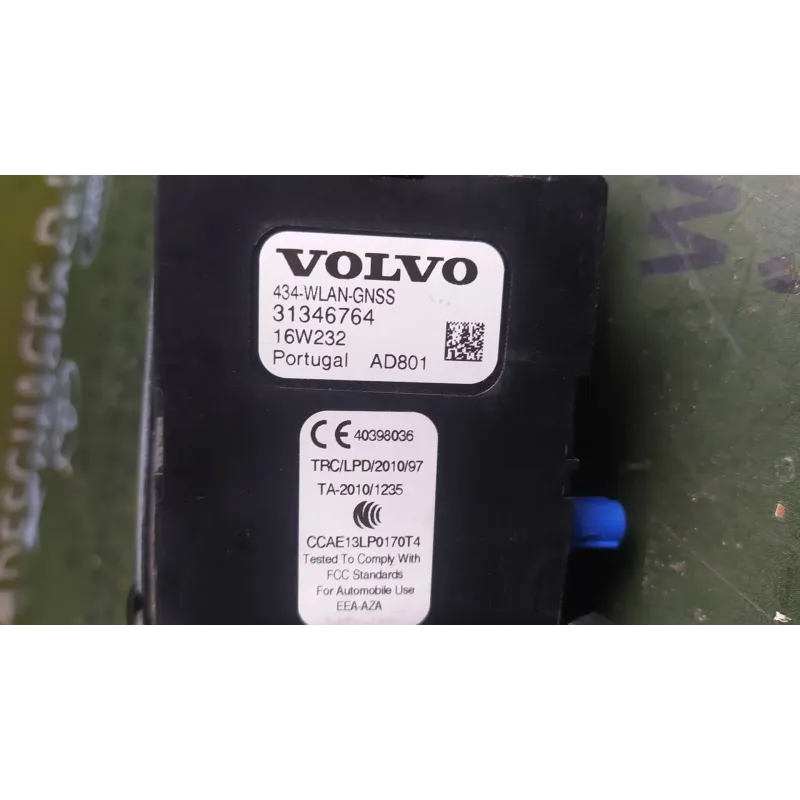 VOLVO
434-WLAN-GNSS
31346764
16W232
Portugal AD801
CE 40398036
TRC/LPD/2010/97
TA-2010/1235
CCAE13LP0170T4
Tested To Comply With
FCC Standards
For Automobile Use
EEA-AZA